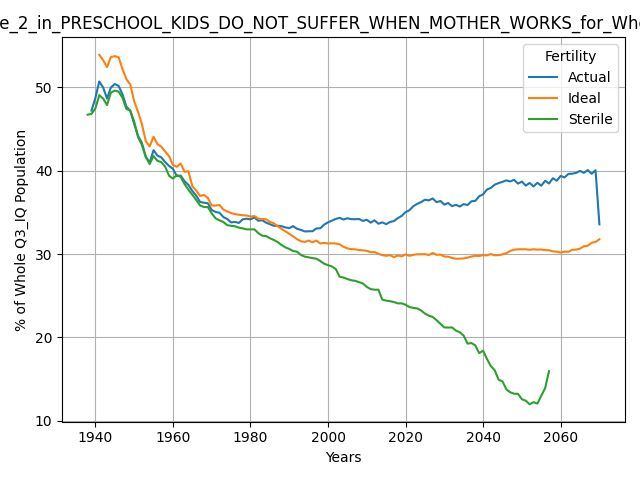 e_2_in_PRESCHOOL_KIDS_DO_NOT_SUFFER_WHEN_MOTHER_WORKS_for_Who
Fertility
Actual
Ideal
Sterile
% of Whole Q3_IQ Population
50
40
30
20
10
1940 1960 1980 2000 2020 2040 2060
Years